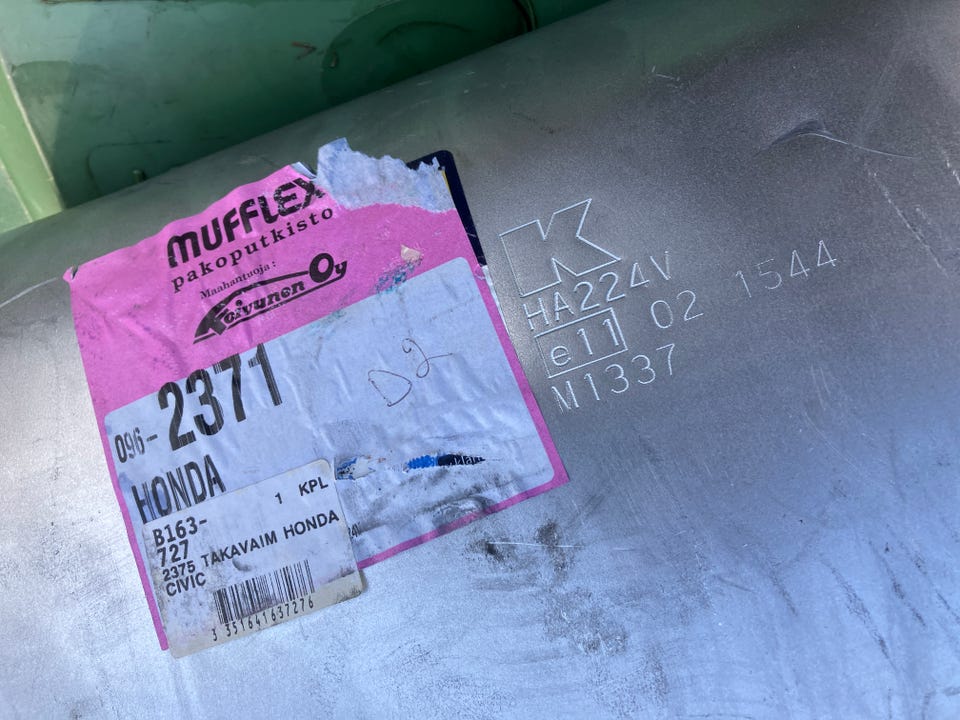 MUFFLEX
pakoputkisto
Maahantuoja:
Koivunen Oy
096-2371
D2
HONDA
B163-
727
1 KPL
2375 TAKAVAIM HONDA
CIVIC
3 351641637276
K
HA224V
e11 02 1544
M1337